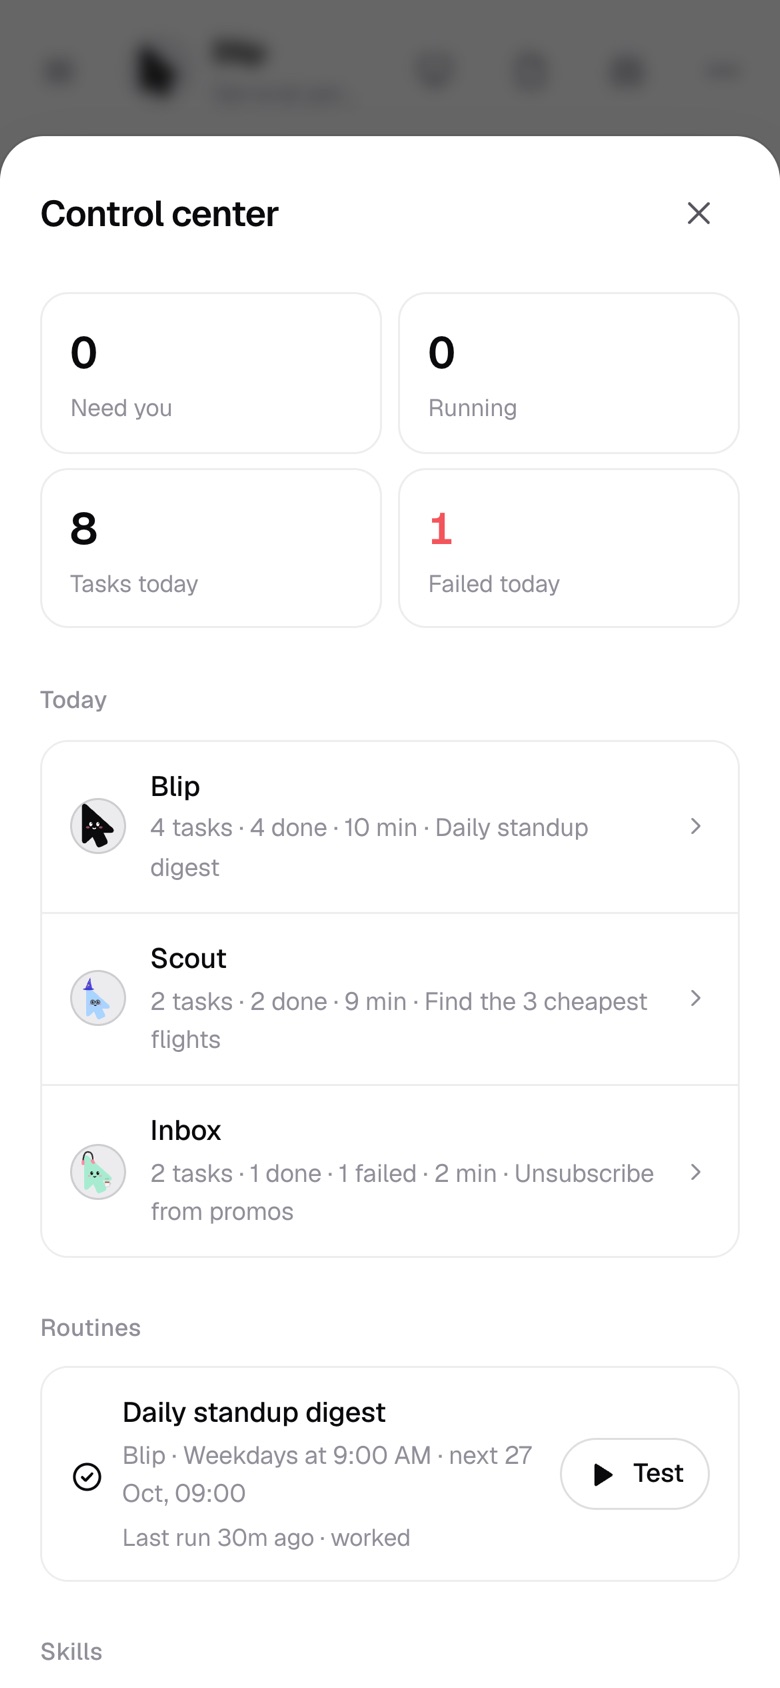 Control center
0
Need you
0
Running
8
Tasks today
1
Failed today
Today
Blip
4 tasks · 4 done · 10 min · Daily standup
digest
Scout
2 tasks · 2 done · 9 min · Find the 3 cheapest
flights
Inbox
2 tasks · 1 done · 1 failed · 2 min · Unsubscribe
from promos
Routines
Daily standup digest
Blip · Weekdays at 9:00 AM · next 27
Oct, 09:00
Last run 30m ago · worked
Test
Skills